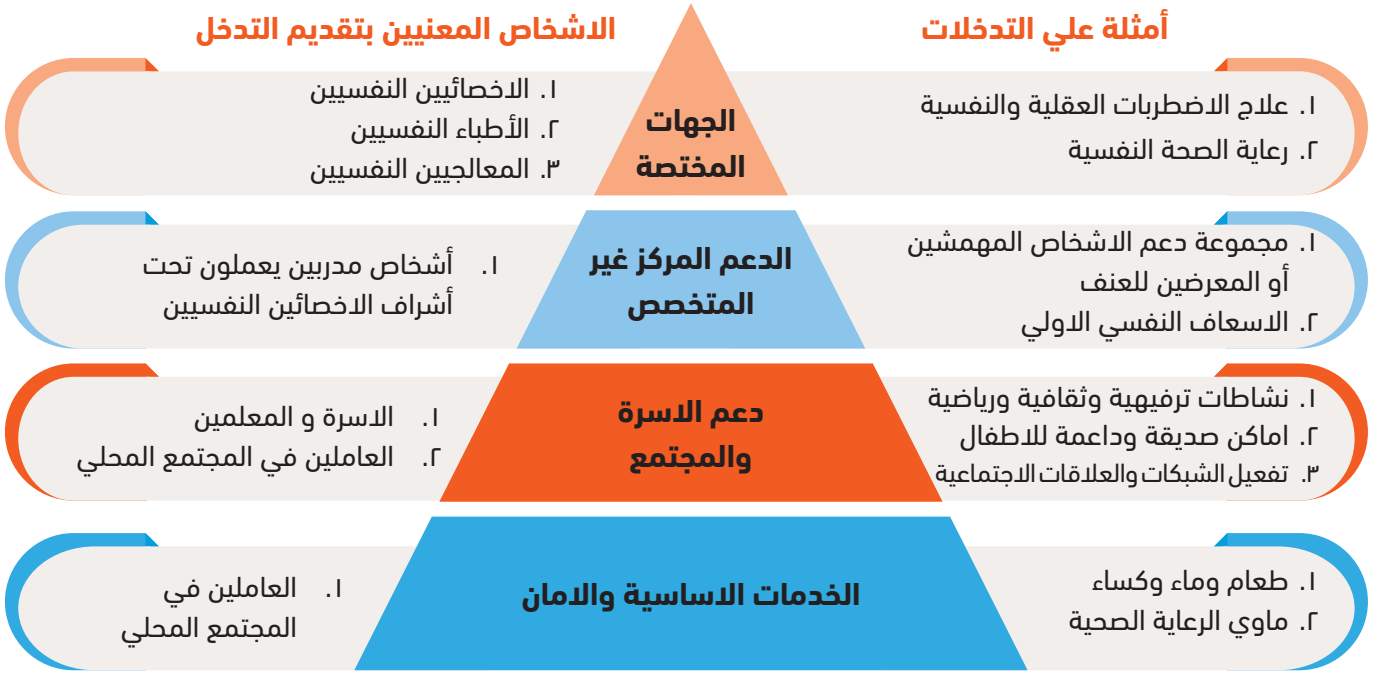 أمثلة علي التدخلات
الاشخاص المعنيين بتقديم التدخل
١. علاج الاضطربات العقلية والنفسية
٢. رعاية الصحة النفسية
الجهات
المختصة
١. الاخصائيين النفسيين
٢. الأطباء النفسيين
٣. المعالجيين النفسيين
١. مجموعة دعم الاشخاص المهمشين
أو المعرضين للعنف
٢. الاسعاف النفسي الاولي
الدعم المركز غير
المتخصص
١. أشخاص مدربين يعملون تحت
أشراف الاخصائين النفسيين
١. نشاطات ترفيهية وثقافية ورياضية
٢. اماكن صديقة وداعمة للاطفال
٣. تفعيل الشبكات والعلاقات الاجتماعية
دعم الاسرة
والمجتمع
١. الاسرة و المعلمين
٢. العاملين في المجتمع المحلي
١. طعام وماء وكساء
٢. ماوي الرعاية الصحية
الخدمات الاساسية والامان
١. العاملين في
المجتمع المحلي